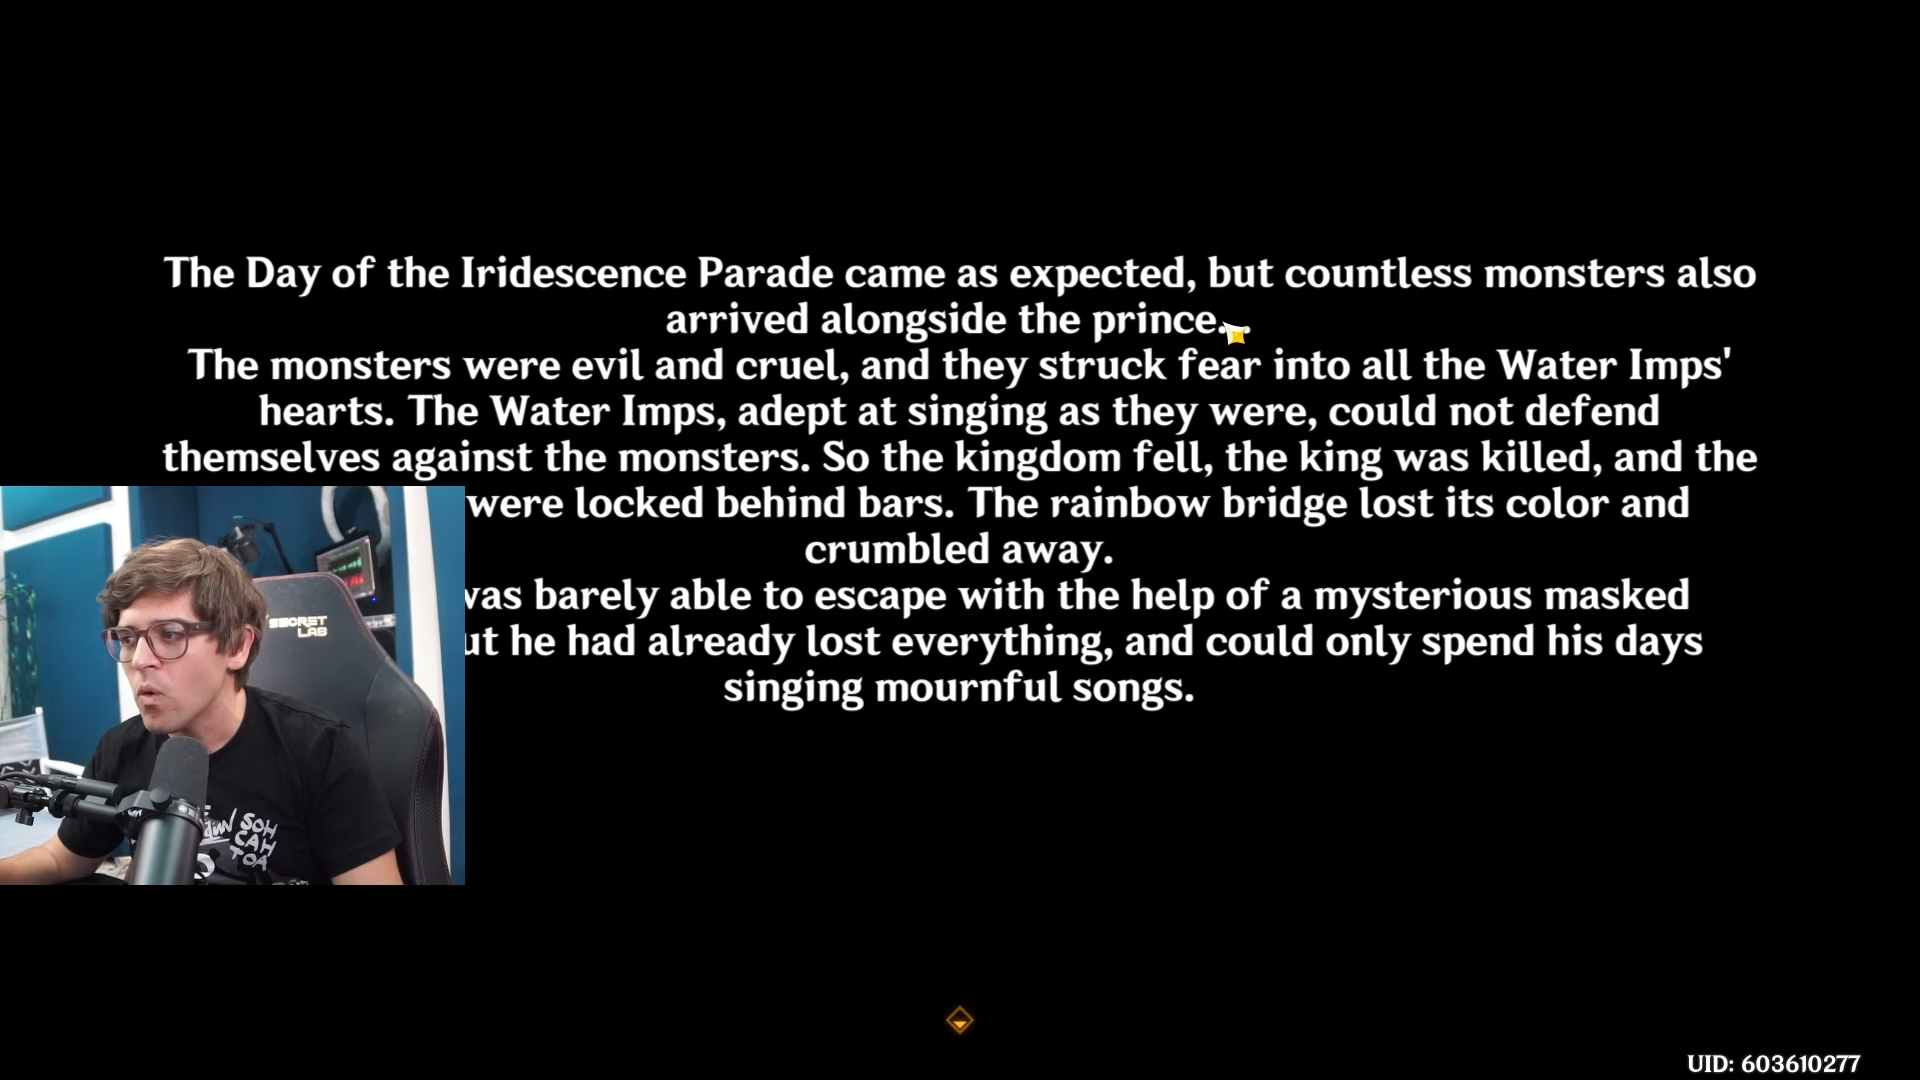 The Day of the Iridescence Parade came as expected, but countless monsters also
arrived alongside the prince...
The monsters were evil and cruel, and they struck fear into all the Water Imps'
hearts. The Water Imps, adept at singing as they were, could not defend
themselves against the monsters. So the kingdom fell, the king was killed, and the
were locked behind bars. The rainbow bridge lost its color and
crumbled away.
barely able to escape with the help of a mysterious masked
he had already lost everything, and could only spend his days
singing mournful songs.
SECRET
LAB
SOH
CAH
TOA
UID: 603610277